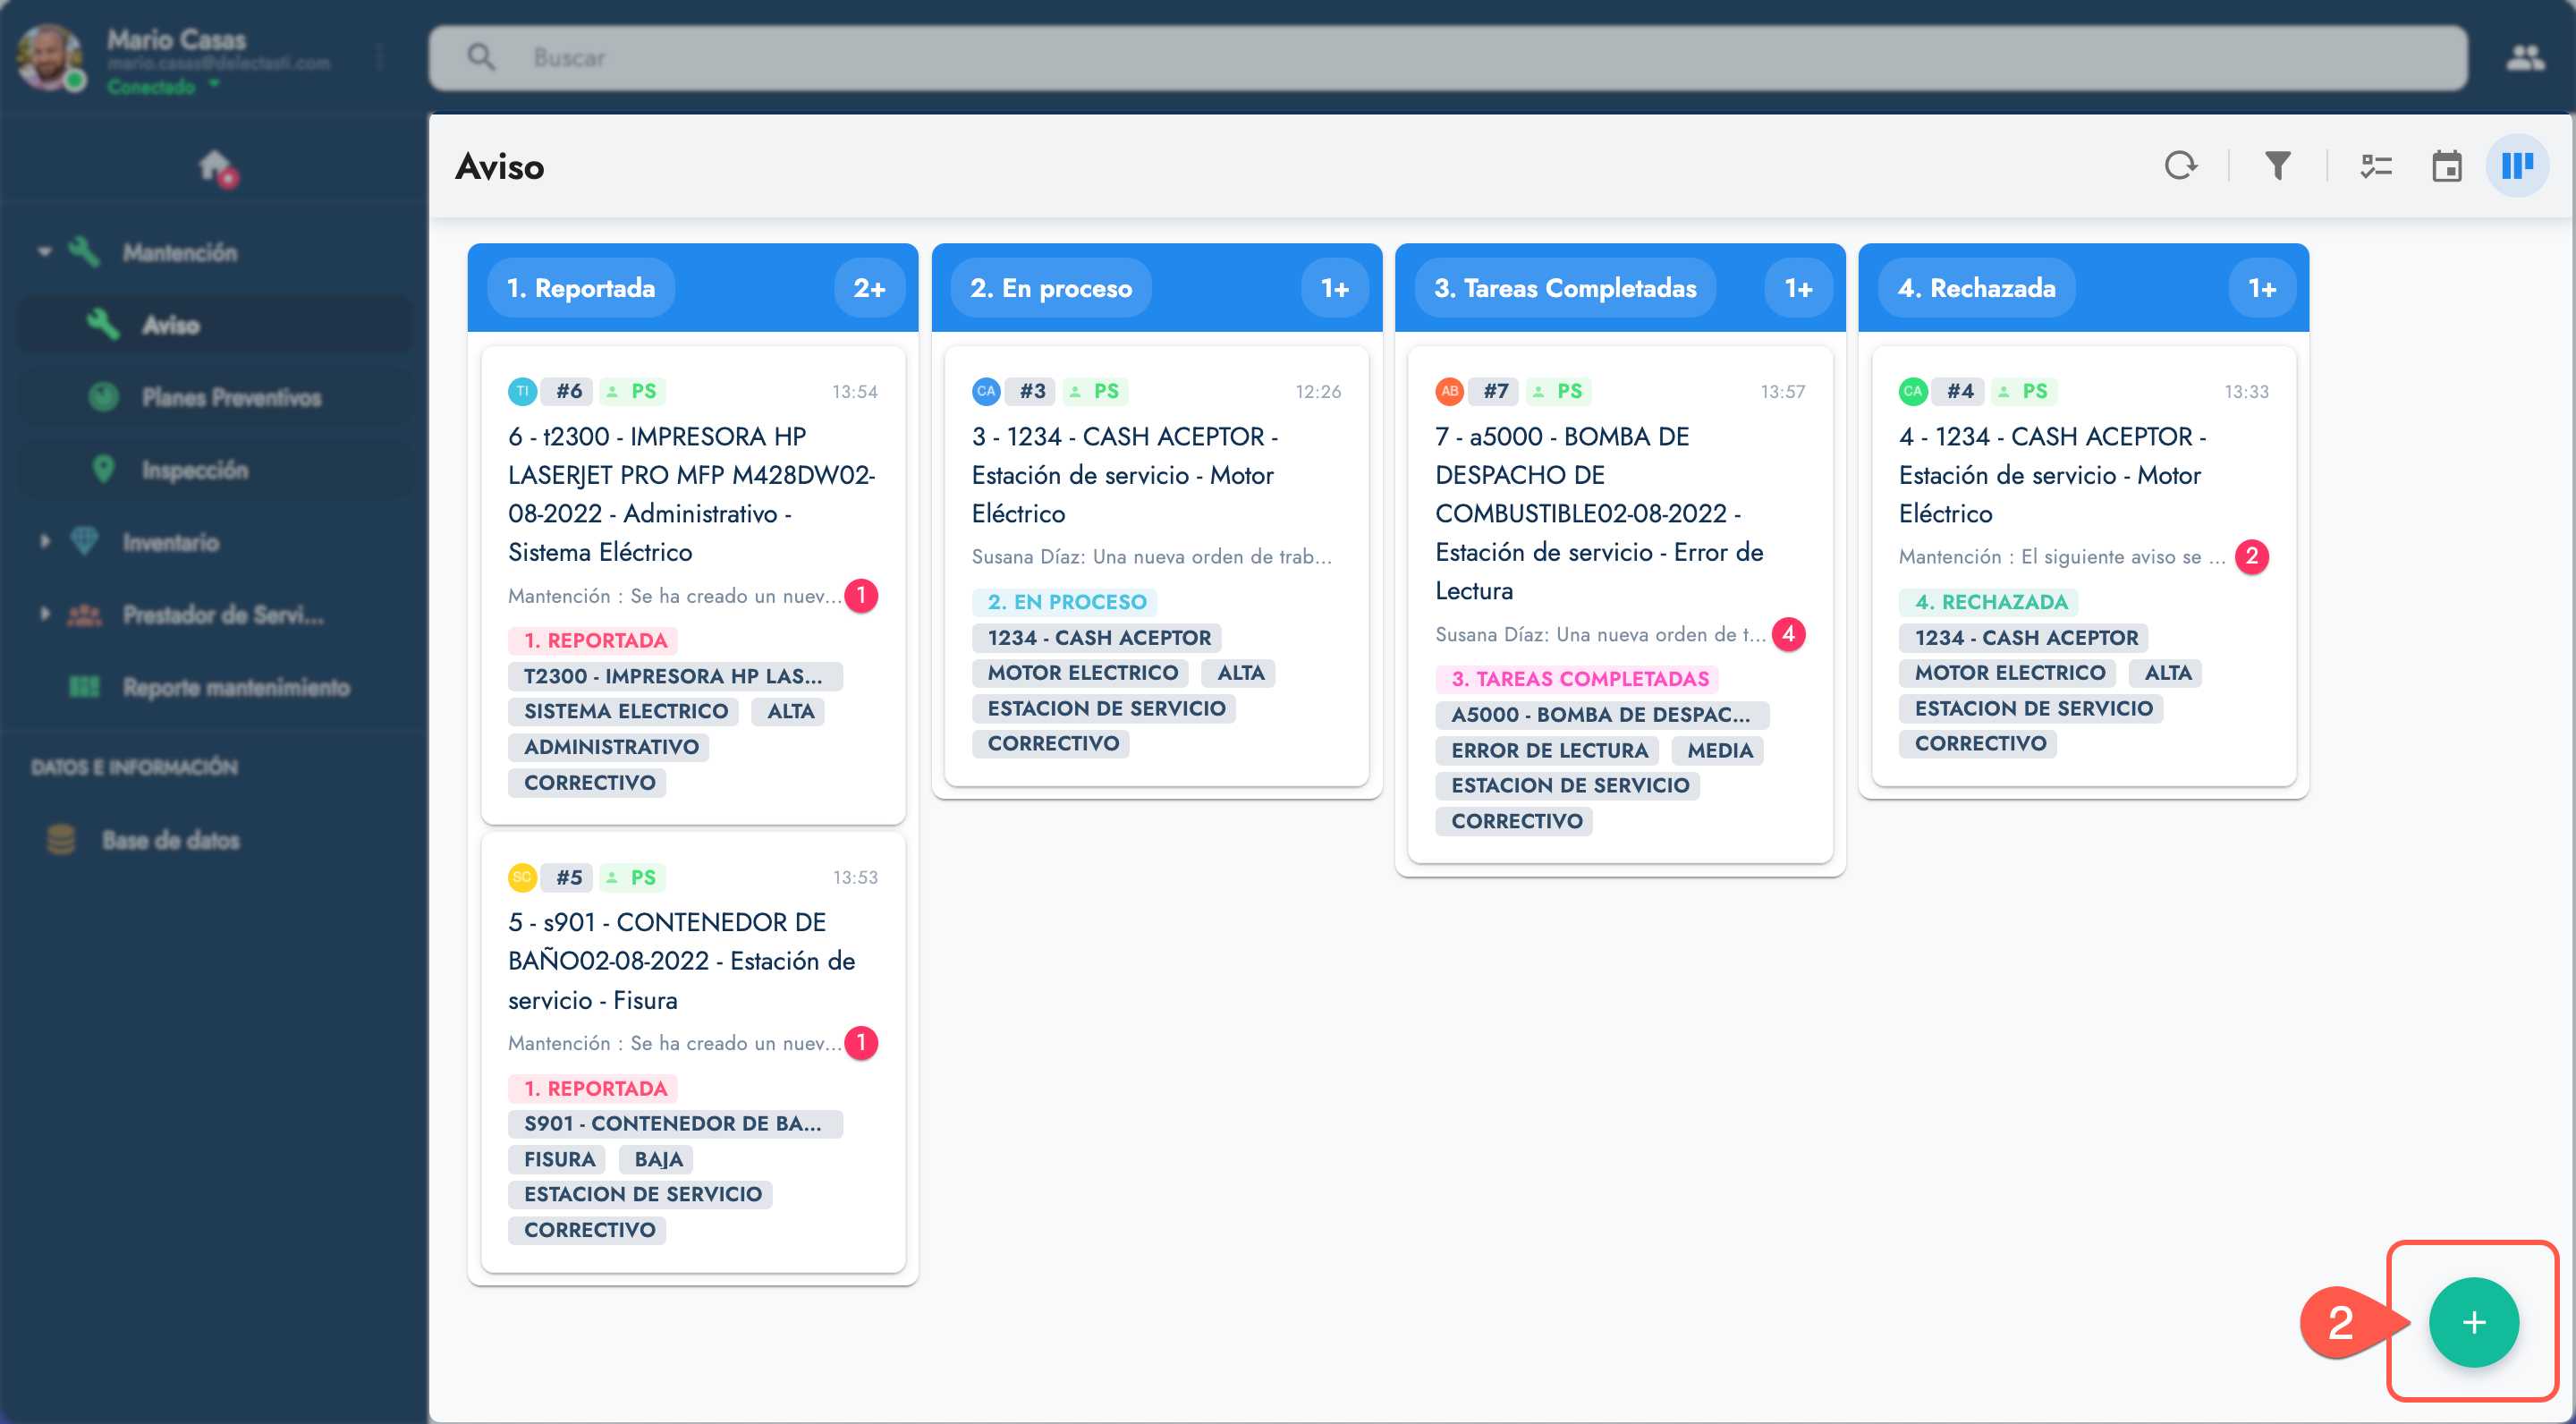 Mario Casas
mario.casas@delectasti.com
Conectado
Buscar
Mantención
Aviso
Planes Preventivos
Inspección
Inventario
Prestador de Servi...
Reporte mantenimiento
DATOS E INFORMACIÓN
Base de datos
Aviso
1. Reportada 2+
TI #6 PS 13:54
6 - t2300 - IMPRESORA HP
LASERJET PRO MFP M428DW02-
08-2022 - Administrativo -
Sistema Eléctrico
Mantención : Se ha creado un nuev... 1
1. REPORTADA
T2300 - IMPRESORA HP LAS...
SISTEMA ELECTRICO ALTA
ADMINISTRATIVO
CORRECTIVO
SC #5 PS 13:53
5 - s901 - CONTENEDOR DE
BAÑO02-08-2022 - Estación de
servicio - Fisura
Mantención : Se ha creado un nuev... 1
1. REPORTADA
S901 - CONTENEDOR DE BA...
FISURA BAJA
ESTACION DE SERVICIO
CORRECTIVO
2. En proceso 1+
CA #3 PS 12:26
3 - 1234 - CASH ACEPTOR -
Estación de servicio - Motor
Eléctrico
Susana Díaz: Una nueva orden de trab...
2. EN PROCESO
1234 - CASH ACEPTOR
MOTOR ELECTRICO ALTA
ESTACION DE SERVICIO
CORRECTIVO
3. Tareas Completadas 1+
AB #7 PS 13:57
7 - a5000 - BOMBA DE
DESPACHO DE
COMBUSTIBLE02-08-2022 -
Estación de servicio - Error de
Lectura
Susana Díaz: Una nueva orden de t... 4
3. TAREAS COMPLETADAS
A5000 - BOMBA DE DESPAC...
ERROR DE LECTURA MEDIA
ESTACION DE SERVICIO
CORRECTIVO
4. Rechazada 1+
CA #4 PS 13:33
4 - 1234 - CASH ACEPTOR -
Estación de servicio - Motor
Eléctrico
Mantención : El siguiente aviso se ... 2
4. RECHAZADA
1234 - CASH ACEPTOR
MOTOR ELECTRICO ALTA
ESTACION DE SERVICIO
CORRECTIVO
2 +